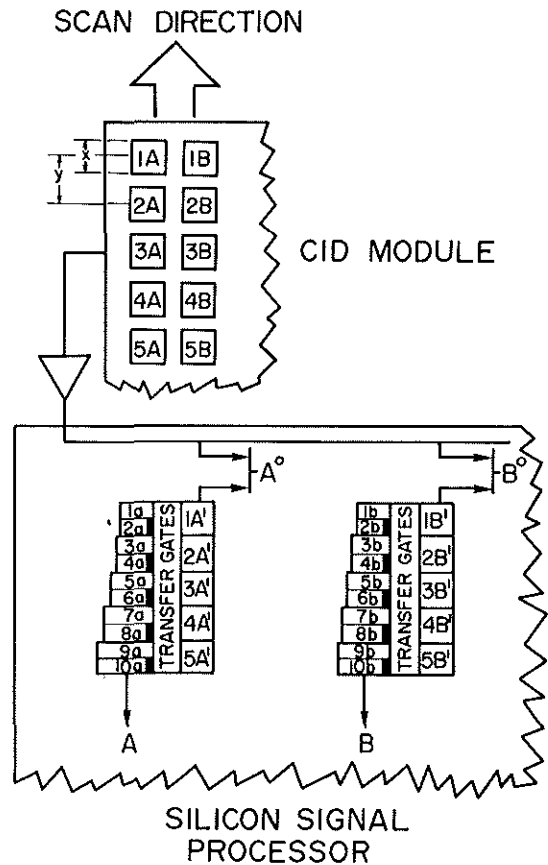 SCAN DIRECTION
x
y
1A 1B
2A 2B
3A 3B
4A 4B
5A 5B
CID MODULE
A°
B°
1a
2a
3a
4a
5a
6a
7a
8a
9a
10a
TRANSFER GATES
1A'
2A'
3A'
4A'
5A'
1b
2b
3b
4b
5b
6b
7b
8b
9b
10b
TRANSFER GATES
1B'
2B'
3B'
4B'
5B'
A
B
SILICON SIGNAL
PROCESSOR